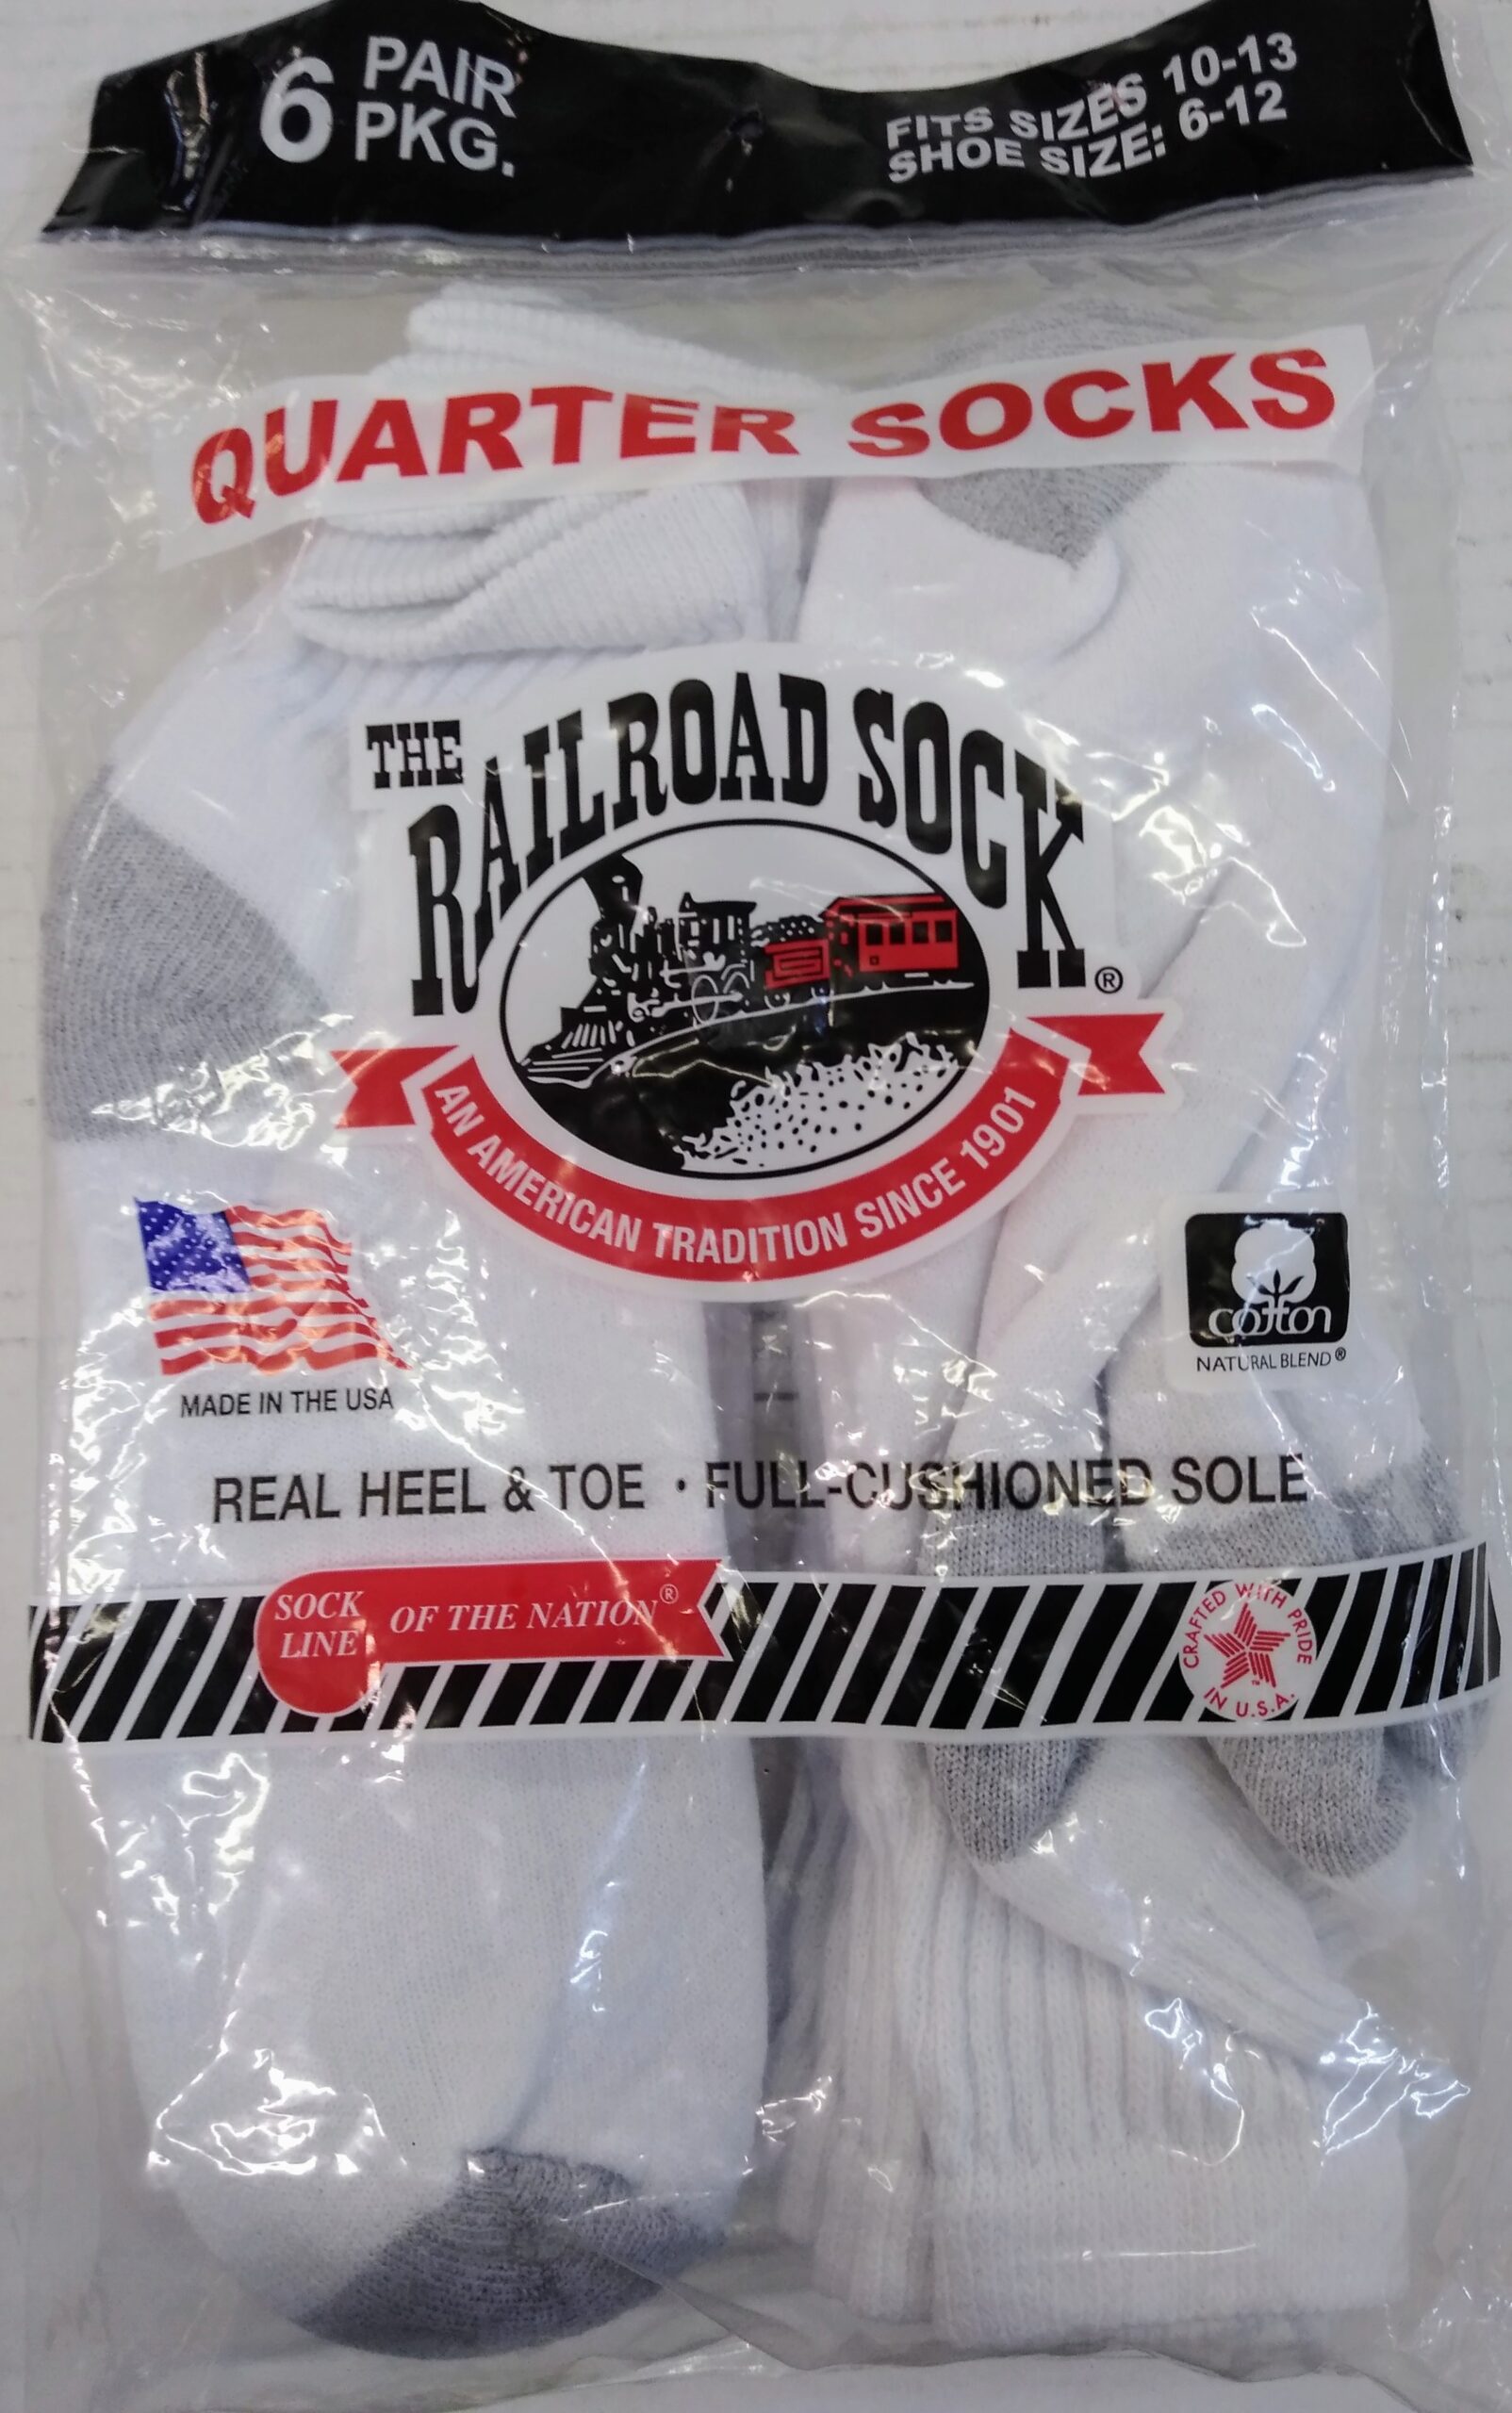 6 PAIR
PKG.
FITS SIZES 10-13
SHOE SIZE: 6-12
QUARTER SOCKS
THE
RAILROAD SOCK®
AN AMERICAN TRADITION SINCE 1901
MADE IN THE USA
cotton
NATURAL BLEND®
REAL HEEL & TOE • FULL-CUSHIONED SOLE
SOCK
LINE
OF THE NATION®
CRAFTED WITH PRIDE
IN U.S.A.
TM